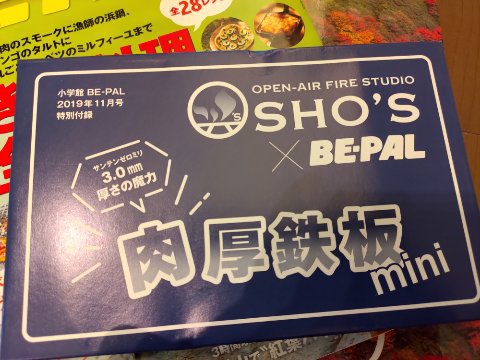 全28レシ
肉のスモークに漁師の浜鍋、
ンゴのタルトに
ベツのミルフィーユまで
小学館 BE-PAL
2019年11月号
特別付録
OPEN-AIR FIRE STUDIO
SHO'S
×BE-PAL
サンテンゼロミリ
3.0mm
厚さの魔力
肉厚鉄板
mini